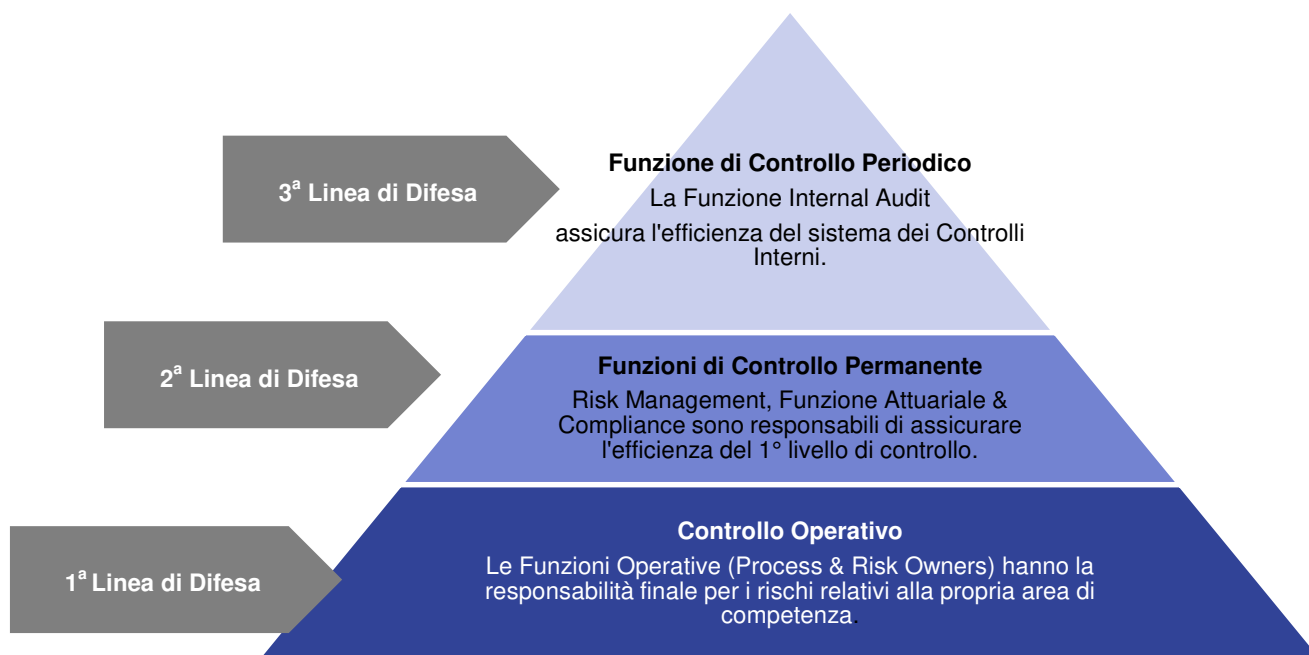 3ª Linea di Difesa
Funzione di Controllo Periodico
La Funzione Internal Audit
assicura l'efficienza del sistema dei Controlli
Interni.
2ª Linea di Difesa
Funzioni di Controllo Permanente
Risk Management, Funzione Attuariale &
Compliance sono responsabili di assicurare
l'efficienza del 1° livello di controllo.
1ª Linea di Difesa
Controllo Operativo
Le Funzioni Operative (Process & Risk Owners) hanno la
responsabilità finale per i rischi relativi alla propria area di
competenza.